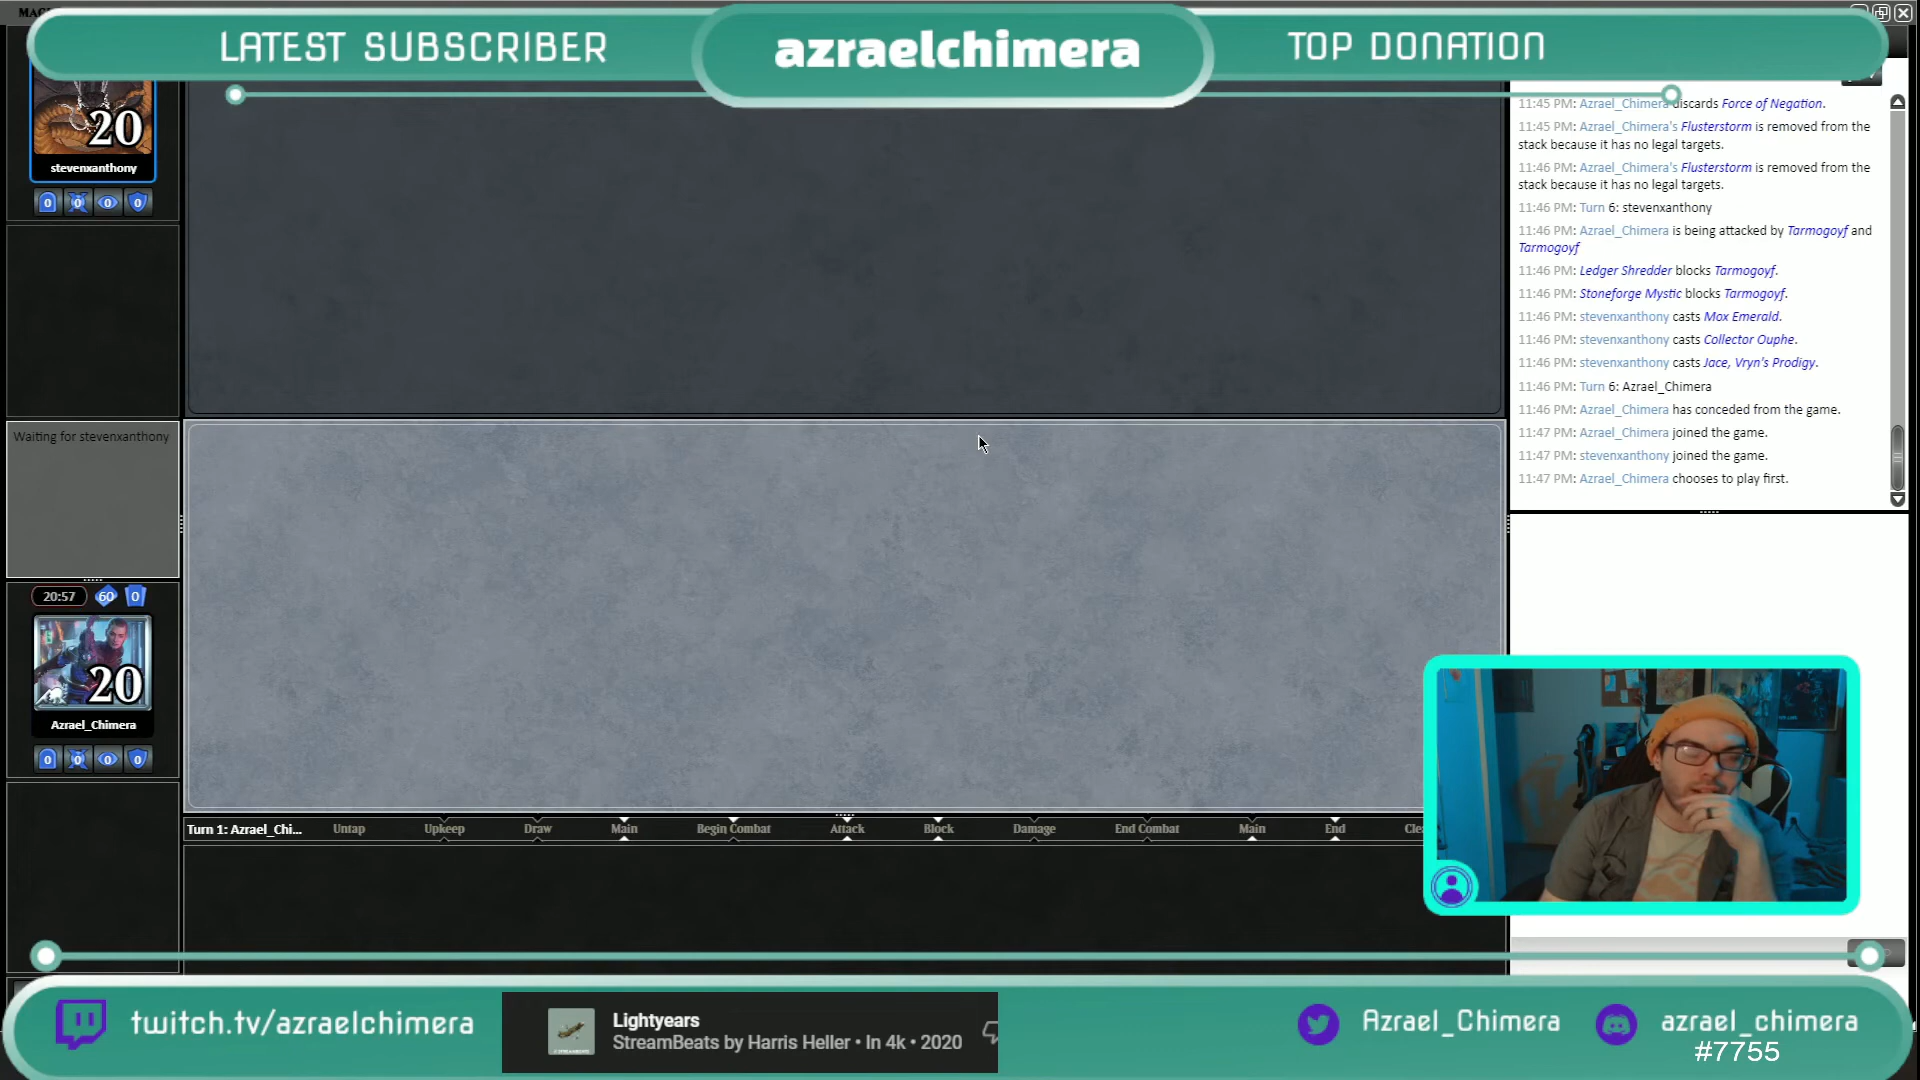 LATEST SUBSCRIBER
azraelchimera
TOP DONATION
20
stevenxanthony
0 0 0 0
Waiting for stevenxanthony
20:57 60 0
20
Azrael_Chimera
0 0 0 0
11:45 PM: Azrael_Chimera discards Force of Negation.
11:45 PM: Azrael_Chimera's Flusterstorm is removed from the
stack because it has no legal targets.
11:46 PM: Azrael_Chimera's Flusterstorm is removed from the
stack because it has no legal targets.
11:46 PM: Turn 6: stevenxanthony
11:46 PM: Azrael_Chimera is being attacked by Tarmogoyf and
Tarmogoyf
11:46 PM: Ledger Shredder blocks Tarmogoyf.
11:46 PM: Stoneforge Mystic blocks Tarmogoyf.
11:46 PM: stevenxanthony casts Mox Emerald.
11:46 PM: stevenxanthony casts Collector Ouphe.
11:46 PM: stevenxanthony casts Jace, Vryn's Prodigy.
11:46 PM: Turn 6: Azrael_Chimera
11:46 PM: Azrael_Chimera has conceded from the game.
11:47 PM: Azrael_Chimera joined the game.
11:47 PM: stevenxanthony joined the game.
11:47 PM: Azrael_Chimera chooses to play first.
Turn 1: Azrael_Chi... Untap Upkeep Draw Main Begin Combat Attack Block Damage End Combat Main End
twitch.tv/azraelchimera
Lightyears
StreamBeats by Harris Heller • In 4k • 2020
Azrael_Chimera
azrael_chimera
#7755